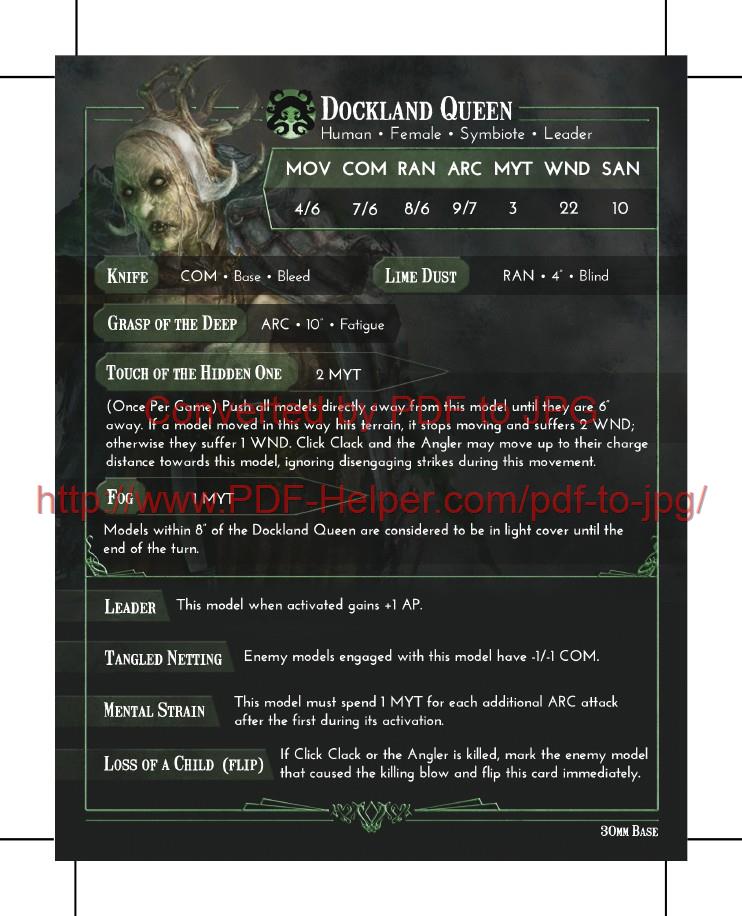 Dockland Queen
Human • Female • Symbiote • Leader
MOV COM RAN ARC MYT WND SAN
4/6 7/6 8/6 9/7 3 22 10
Knife COM • Base • Bleed Lime Dust RAN • 4" • Blind
Grasp of the Deep ARC • 10" • Fatigue
Touch of the Hidden One 2 MYT
(Once Per Game) Push all models directly away from this model until they are 6"
Converted by PDF to JPG
away. If a model moved in this way hits terrain, it stops moving and suffers 2 WND;
otherwise they suffer 1 WND. Click Clack and the Angler may move up to their charge
distance towards this model, ignoring disengaging strikes during this movement.
Fog 1 MYT
http://www.PDF-Helper.com/pdf-to-jpg/
Models within 8" of the Dockland Queen are considered to be in light cover until the
end of the turn.
Leader This model when activated gains +1 AP.
Tangled Netting Enemy models engaged with this model have -1/-1 COM.
Mental Strain This model must spend 1 MYT for each additional ARC attack
after the first during its activation.
Loss of a Child (flip) If Click Clack or the Angler is killed, mark the enemy model
that caused the killing blow and flip this card immediately.
30mm Base